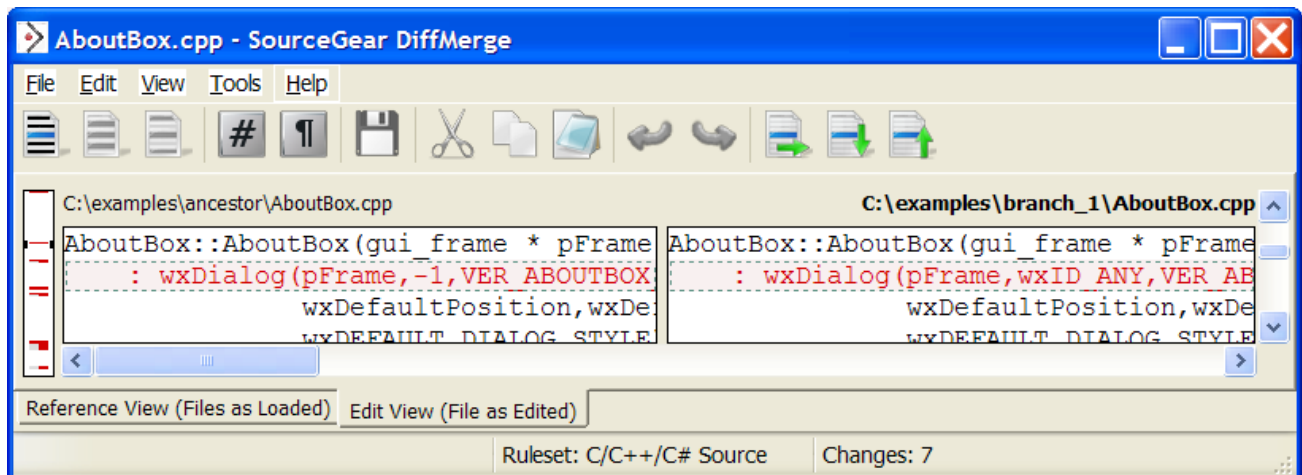 AboutBox.cpp - SourceGear DiffMerge
File Edit View Tools Help
# ¶
C:\examples\ancestor\AboutBox.cpp C:\examples\branch_1\AboutBox.cpp
AboutBox::AboutBox(gui_frame * pFrame AboutBox::AboutBox(gui_frame * pFrame
: wxDialog(pFrame,-1,VER_ABOUTBOX : wxDialog(pFrame,wxID_ANY,VER_AB
wxDefaultPosition,wxDe wxDefaultPosition,wxDe
wxDEFAULT_DIALOG_STYLE wxDEFAULT_DIALOG_STYLE
Reference View (Files as Loaded) Edit View (File as Edited)
Ruleset: C/C++/C# Source Changes: 7